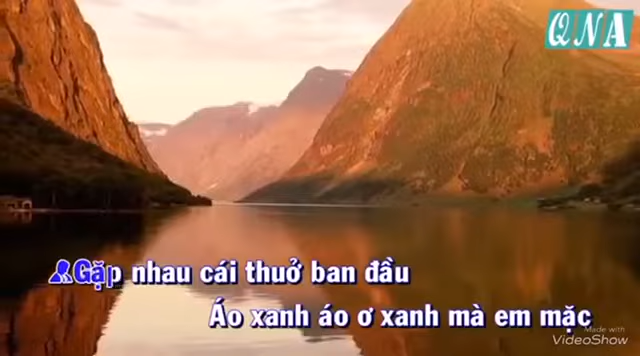 QNA
Gặp nhau cái thuở ban đầu
Áo xanh áo ơ xanh mà em mặc
Made with
VideoShow